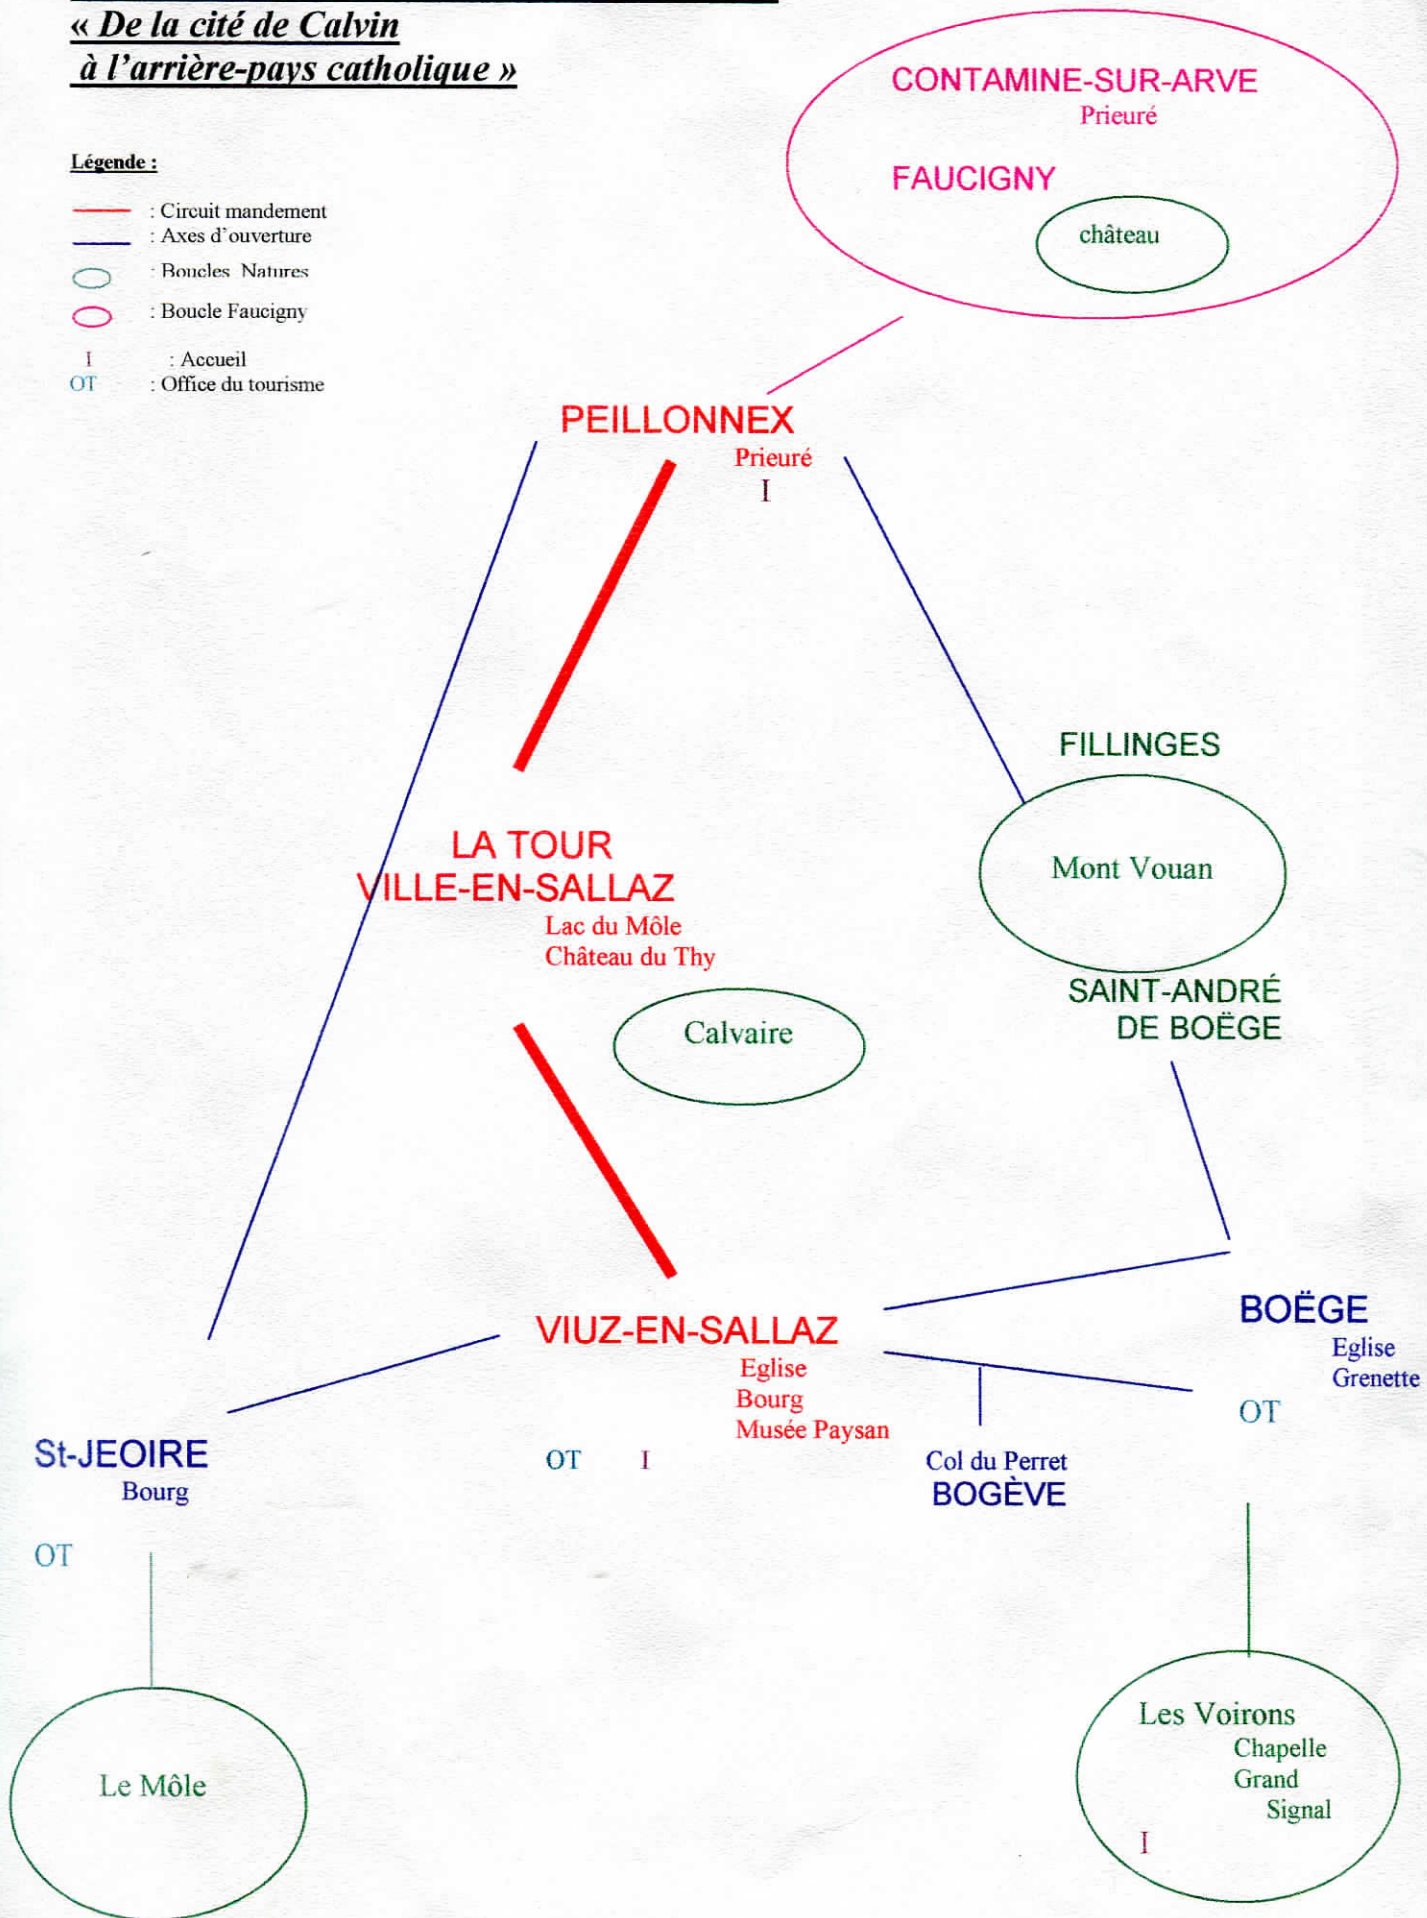 « De la cité de Calvin
à l'arrière-pays catholique »
Légende :
: Circuit mandement
: Axes d'ouverture
: Boucles Natures
: Boucle Faucigny
I : Accueil
OT : Office du tourisme
CONTAMINE-SUR-ARVE
Prieuré
FAUCIGNY
château
PEILLONNEX
Prieuré
I
FILLINGES
Mont Vouan
SAINT-ANDRÉ
DE BOËGE
LA TOUR
VILLE-EN-SALLAZ
Lac du Môle
Château du Thy
Calvaire
VIUZ-EN-SALLAZ
Eglise
Bourg
Musée Paysan
OT I
BOËGE
Eglise
Grenette
OT
Col du Perret
BOGÈVE
St-JEOIRE
Bourg
OT
Le Môle
Les Voirons
Chapelle
Grand
Signal
I